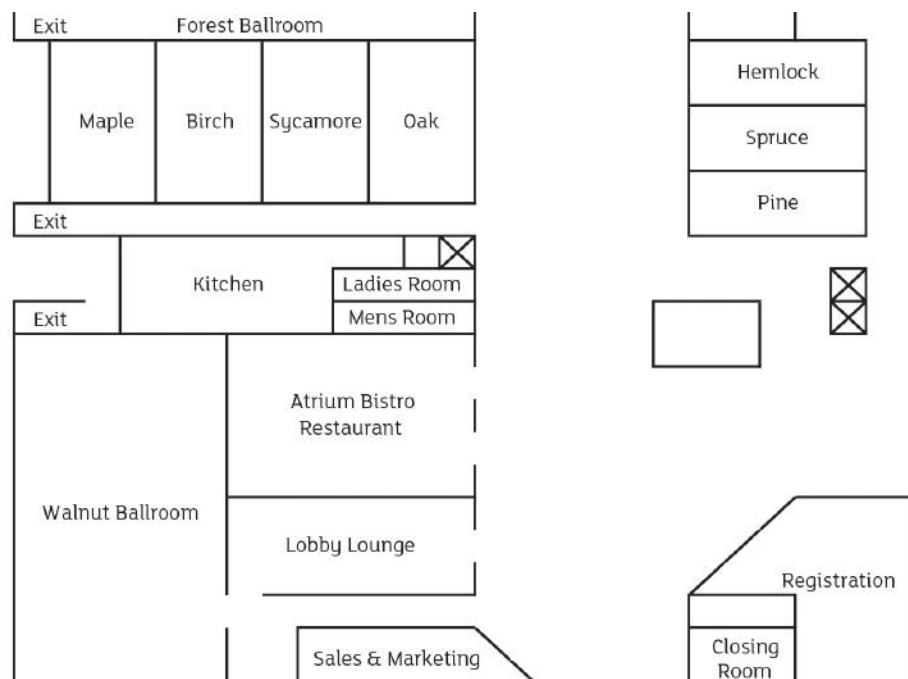 Exit
Forest Ballroom
Hemlock
Maple
Birch
Sycamore
Oak
Spruce
Pine
Exit
Kitchen
Ladies Room
Exit
Mens Room
Atrium Bistro
Restaurant
Walnut Ballroom
Lobby Lounge
Registration
Sales & Marketing
Closing
Room